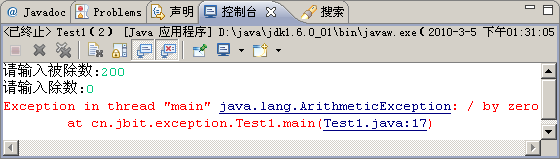 @ Javadoc Problems 声明 控制台 搜索
<已终止> Test1 (2) [Java 应用程序] D:\java\jdk1.6.0_01\bin\javaw.exe (2010-3-5 下午01:31:05
请输入被除数:200
请输入除数:0
Exception in thread "main" java.lang.ArithmeticException: / by zero
at cn.jbit.exception.Test1.main(Test1.java:17)